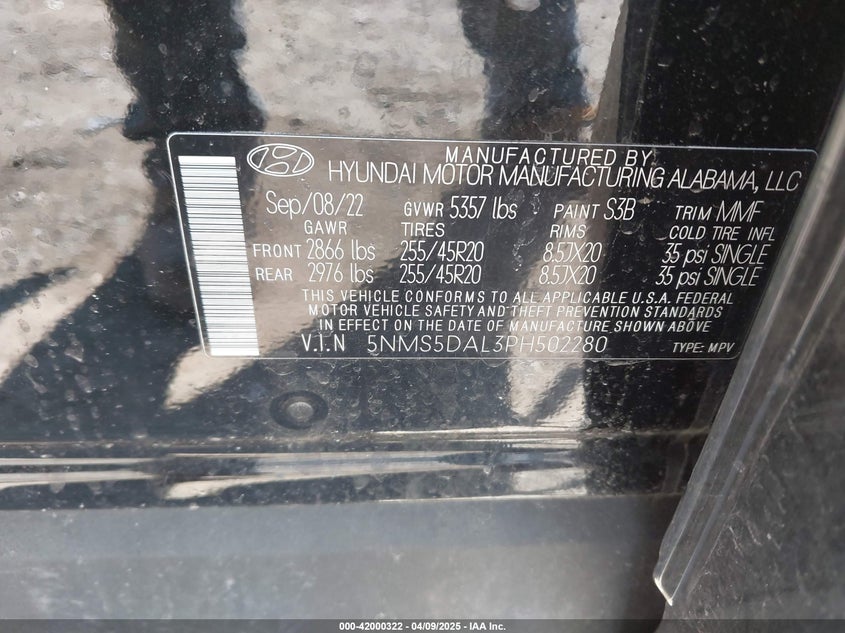 MANUFACTURED BY
HYUNDAI MOTOR MANUFACTURING ALABAMA, LLC
Sep/08/22 GVWR 5357 lbs PAINT S3B TRIM MMF
GAWR TIRES RIMS COLD TIRE INFL
FRONT 2866 lbs 255/45R20 8.5JX20 35 psi SINGLE
REAR 2976 lbs 255/45R20 8.5JX20 35 psi SINGLE
THIS VEHICLE CONFORMS TO ALL APPLICABLE U.S.A. FEDERAL
MOTOR VEHICLE SAFETY AND THEFT PREVENTION STANDARDS
IN EFFECT ON THE DATE OF MANUFACTURE SHOWN ABOVE
V.I.N 5NMS5DAL3PH502280 TYPE: MPV
000-42000322 - 04/09/2025 - IAA Inc.